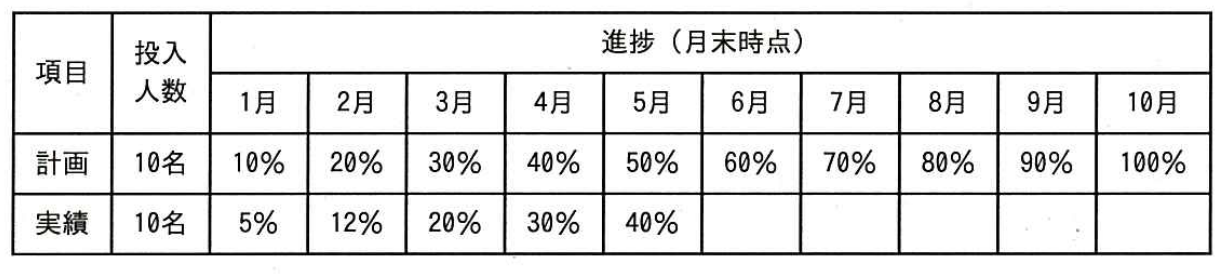 項目 投入人数 進捗（月末時点）
1月 2月 3月 4月 5月 6月 7月 8月 9月 10月
計画 10名 10% 20% 30% 40% 50% 60% 70% 80% 90% 100%
実績 10名 5% 12% 20% 30% 40%